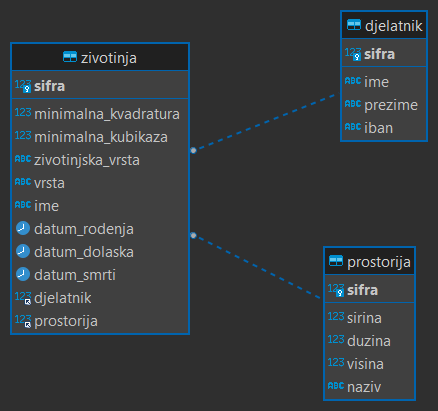 zivotinja
123 sifra
123 minimalna_kvadratura
123 minimalna_kubikaza
ABC zivotinjska_vrsta
ABC vrsta
ABC ime
datum_rodenja
datum_dolaska
datum_smrti
123 djelatnik
123 prostorija
djelatnik
123 sifra
ABC ime
ABC prezime
ABC iban
prostorija
123 sifra
123 sirina
123 duzina
123 visina
ABC naziv